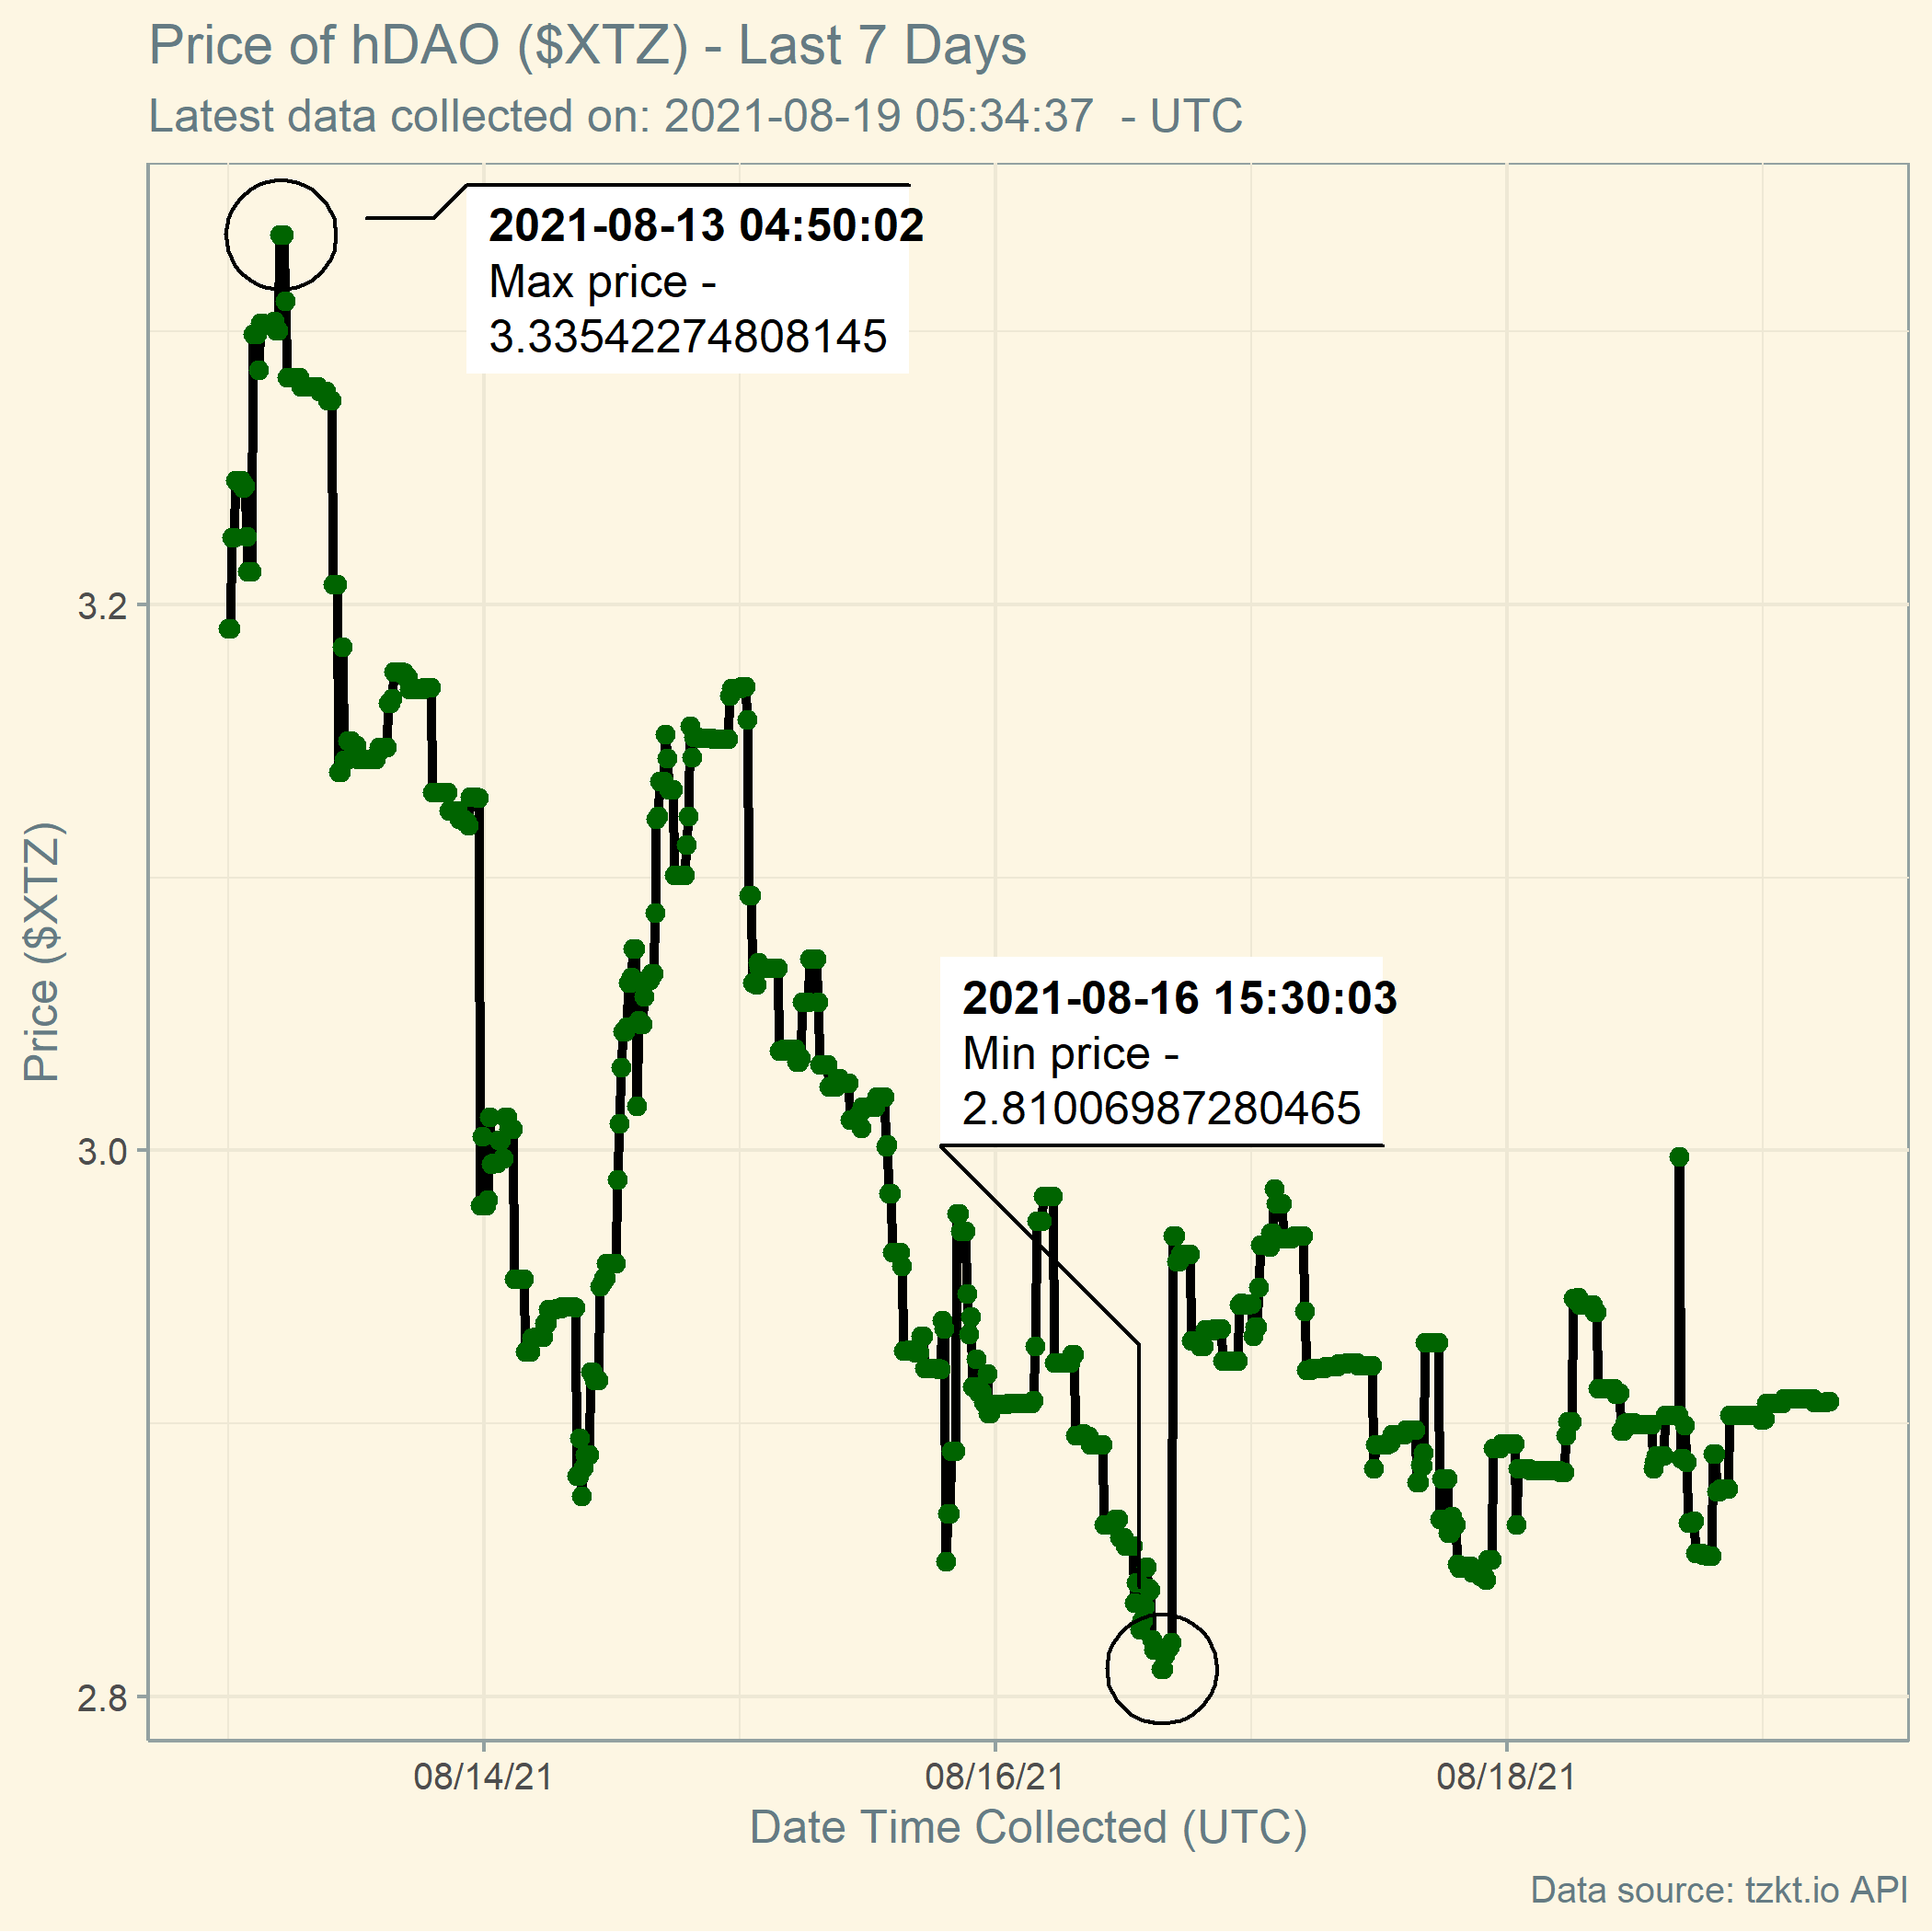 Price of hDAO ($XTZ) - Last 7 Days
Latest data collected on: 2021-08-19 05:34:37  - UTC
2021-08-13 04:50:02
Max price -
3.33542274808145
3.2
2021-08-16 15:30:03
Min price -
2.81006987280465
3.0
2.8
Price ($XTZ)
08/14/21
08/16/21
08/18/21
Date Time Collected (UTC)
Data source: tzkt.io API